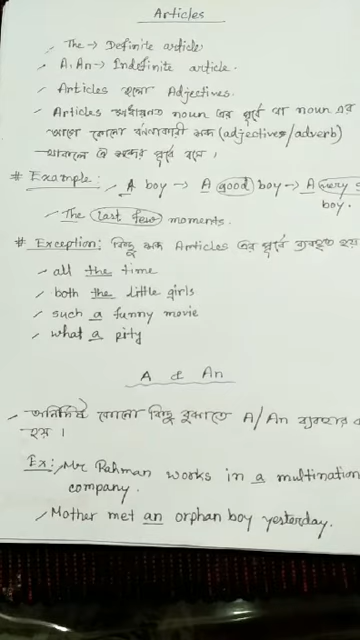 Articles
The → Definite article
A, An → Indefinite article.
Articles হলো Adjectives.
Articles সাধারণত noun এর পূর্বে বা noun এর
আগে কোনো বর্ণনাকারী শব্দ (adjectives/adverb)
থাকলে ঐ শব্দের পূর্বে বসে।
# Example: A boy → A good boy → A very
boy.
The last few moments.
# Exception: কিছু শব্দ Articles এর পূর্বে ব্যবহৃত হয়
all the time
both the little girls
such a funny movie
what a pity
A & An
অনির্দিষ্ট কোনো কিছু বুঝাতে A/An ব্যবহার
হয়।
Ex: Mr Rahman works in a multination
company.
Mother met an orphan boy yesterday.